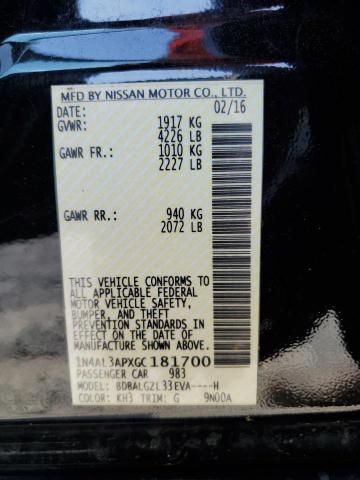 MFD BY NISSAN MOTOR CO., LTD.
DATE: 02/16
GVWR: 1917 KG
4226 LB
GAWR FR: 1010 KG
2227 LB
GAWR RR: 940 KG
2072 LB
THIS VEHICLE CONFORMS TO
ALL APPLICABLE FEDERAL
MOTOR VEHICLE SAFETY,
BUMPER, AND THEFT
PREVENTION STANDARDS
IN EFFECT ON THE DATE
OF MANUFACTURE SHOWN
ABOVE.
1N4AL3APXGC181700
PASSENGER CAR 983
MODEL: BDBALGZL33EVA----H
COLOR: KH3 TRIM: G 9N00A